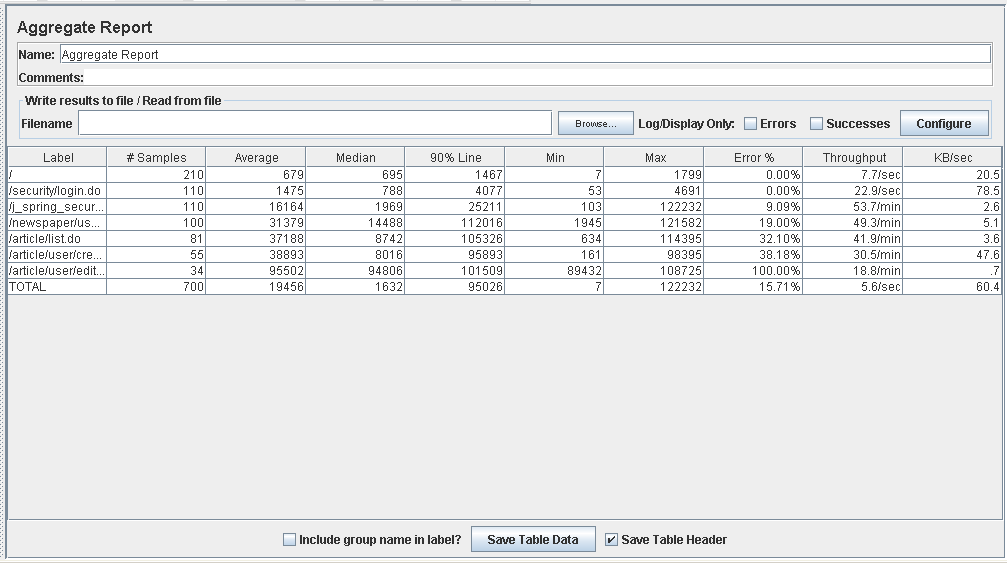 Aggregate Report
Name: Aggregate Report
Comments:
Write results to file / Read from file
Filename Browse... Log/Display Only: Errors Successes Configure
Label # Samples Average Median 90% Line Min Max Error % Throughput KB/sec
/ 210 679 695 1467 7 1799 0.00% 7.7/sec 20.5
/security/login.do 110 1475 788 4077 53 4691 0.00% 22.9/sec 78.5
/j_spring_secur... 110 16164 1969 25211 103 122232 9.09% 53.7/min 2.6
/newspaper/us... 100 31379 14488 112016 1945 121582 19.00% 49.3/min 5.1
/article/list.do 81 37188 8742 105326 634 114395 32.10% 41.9/min 3.6
/article/user/cre... 55 38893 8016 95893 161 98395 38.18% 30.5/min 47.6
/article/user/edit... 34 95502 94806 101509 89432 108725 100.00% 18.8/min .7
TOTAL 700 19456 1632 95026 7 122232 15.71% 5.6/sec 60.4
Include group name in label? Save Table Data Save Table Header